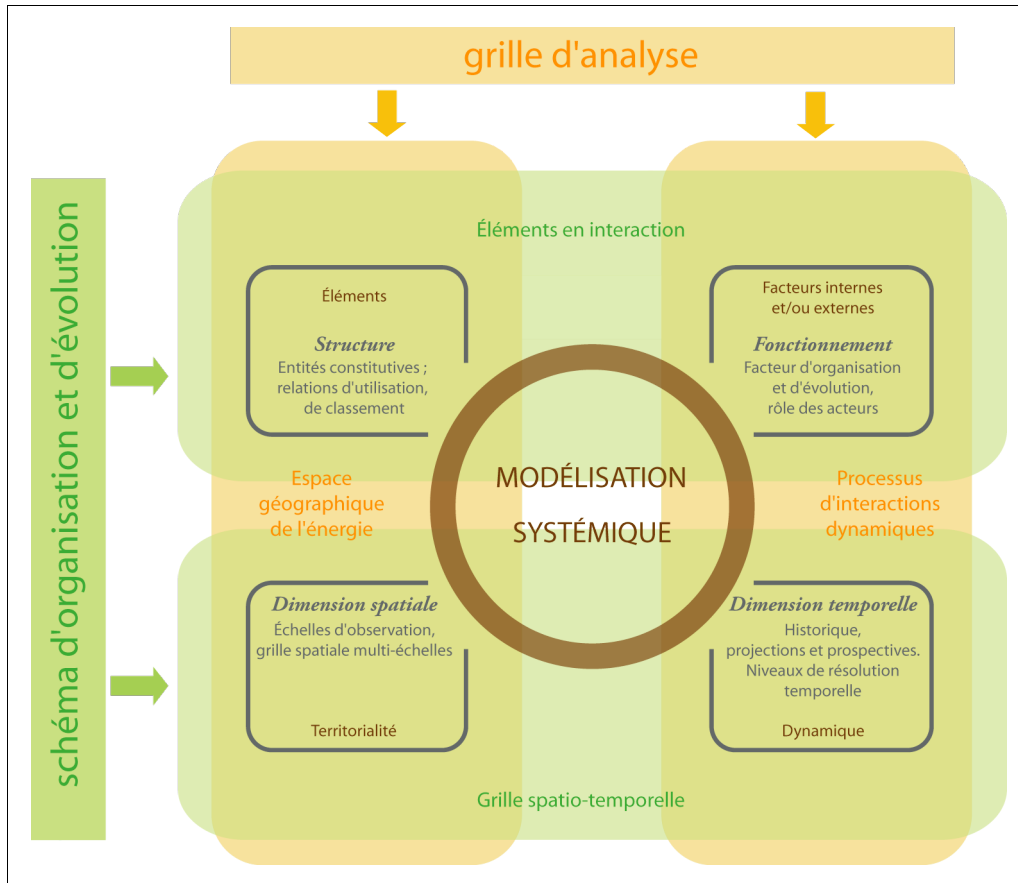 grille d'analyse
schéma d'organisation et d'évolution
Éléments en interaction
Éléments
Structure
Entités constitutives ;
relations d'utilisation,
de classement
Facteurs internes
et/ou externes
Fonctionnement
Facteur d'organisation
et d'évolution,
rôle des acteurs
Espace
géographique
de l'énergie
MODÉLISATION
SYSTÉMIQUE
Processus
d'interactions
dynamiques
Dimension spatiale
Échelles d'observation,
grille spatiale multi-échelles
Territorialité
Dimension temporelle
Historique,
projections et prospectives.
Niveaux de résolution
temporelle
Dynamique
Grille spatio-temporelle